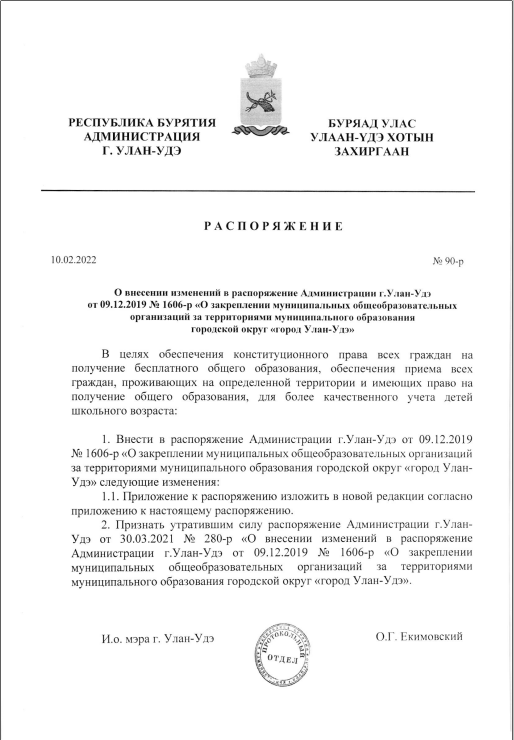 РЕСПУБЛИКА БУРЯТИЯ
АДМИНИСТРАЦИЯ
Г. УЛАН-УДЭ
БУРЯАД УЛАС
УЛААН-ҮДЭ ХОТЫН
ЗАХИРГААН
РАСПОРЯЖЕНИЕ
10.02.2022
№ 90-р
О внесении изменений в распоряжение Администрации г.Улан-Удэ
от 09.12.2019 № 1606-р «О закреплении муниципальных общеобразовательных
организаций за территориями муниципального образования
городской округ «город Улан-Удэ»
В целях обеспечения конституционного права всех граждан на
получение бесплатного общего образования, обеспечения приема всех
граждан, проживающих на определенной территории и имеющих право на
получение общего образования, для более качественного учета детей
школьного возраста:
1. Внести в распоряжение Администрации г.Улан-Удэ от 09.12.2019
№ 1606-р «О закреплении муниципальных общеобразовательных организаций
за территориями муниципального образования городской округ «город Улан-
Удэ» следующие изменения:
1.1. Приложение к распоряжению изложить в новой редакции согласно
приложению к настоящему распоряжению.
2. Признать утратившим силу распоряжение Администрации г.Улан-
Удэ от 30.03.2021 № 280-р «О внесении изменений в распоряжение
Администрации г.Улан-Удэ от 09.12.2019 № 1606-р «О закреплении
муниципальных общеобразовательных организаций за территориями
муниципального образования городской округ «город Улан-Удэ».
И.о. мэра г. Улан-Удэ
О.Г. Екимовский
ПРОТОКОЛЬНЫЙ
ОТДЕЛ